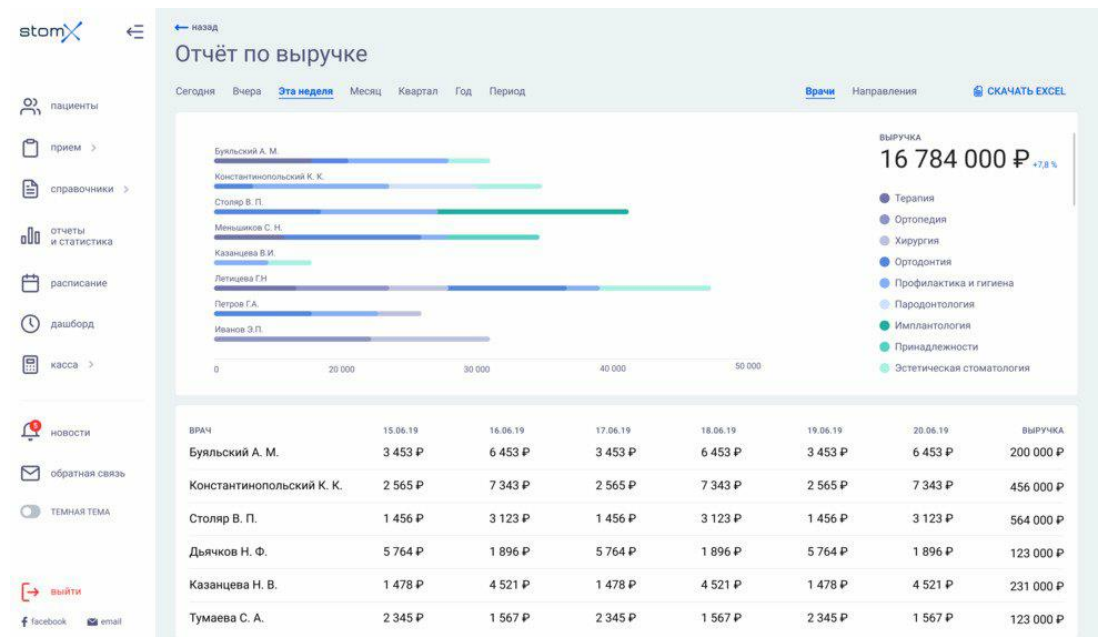 stomX
пациенты
прием
справочники
отчеты
и статистика
расписание
дашборд
касса
5
новости
обратная связь
ТЕМНАЯ ТЕМА
выйти
facebook email
назад
Отчёт по выручке
Сегодня Вчера Эта неделя Месяц Квартал Год Период
Врачи Направления СКАЧАТЬ EXCEL
Буяльский А. М.
Константинопольский К. К.
Столяр В. П.
Меньшиков С. Н.
Казанцева В.И.
Летицева Г.Н
Петров Г.А.
Иванов Э.П.
0 20 000 30 000 40 000 50 000
ВЫРУЧКА
16 784 000 ₽ +7,8 %
Терапия
Ортопедия
Хирургия
Ортодонтия
Профилактика и гигиена
Пародонтология
Имплантология
Принадлежности
Эстетическая стоматология
ВРАЧ 15.06.19 16.06.19 17.06.19 18.06.19 19.06.19 20.06.19 ВЫРУЧКА
Буяльский А. М. 3 453 ₽ 6 453 ₽ 3 453 ₽ 6 453 ₽ 3 453 ₽ 6 453 ₽ 200 000 ₽
Константинопольский К. К. 2 565 ₽ 7 343 ₽ 2 565 ₽ 7 343 ₽ 2 565 ₽ 7 343 ₽ 456 000 ₽
Столяр В. П. 1 456 ₽ 3 123 ₽ 1 456 ₽ 3 123 ₽ 1 456 ₽ 3 123 ₽ 564 000 ₽
Дьячков Н. Ф. 5 764 ₽ 1 896 ₽ 5 764 ₽ 1 896 ₽ 5 764 ₽ 1 896 ₽ 123 000 ₽
Казанцева Н. В. 1 478 ₽ 4 521 ₽ 1 478 ₽ 4 521 ₽ 1 478 ₽ 4 521 ₽ 231 000 ₽
Тумаева С. А. 2 345 ₽ 1 567 ₽ 2 345 ₽ 1 567 ₽ 2 345 ₽ 1 567 ₽ 123 000 ₽